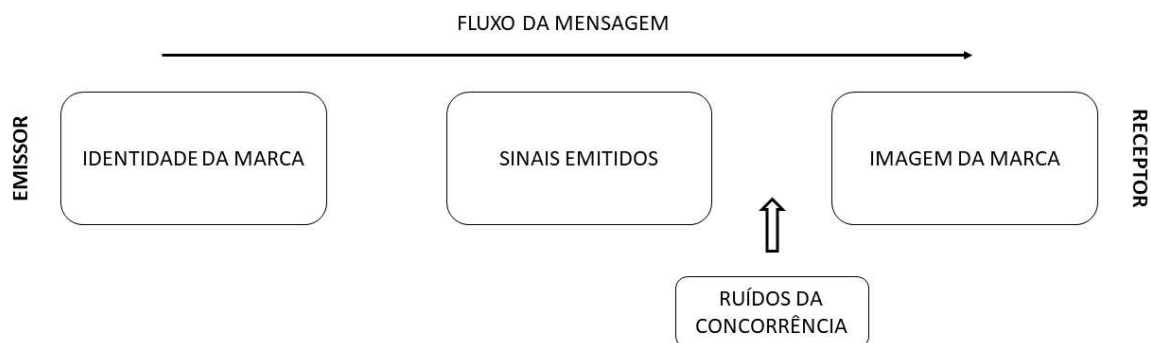 FLUXO DA MENSAGEM
EMISSOR
IDENTIDADE DA MARCA
SINAIS EMITIDOS
IMAGEM DA MARCA
RECEPTOR
RUÍDOS DA
CONCORRÊNCIA